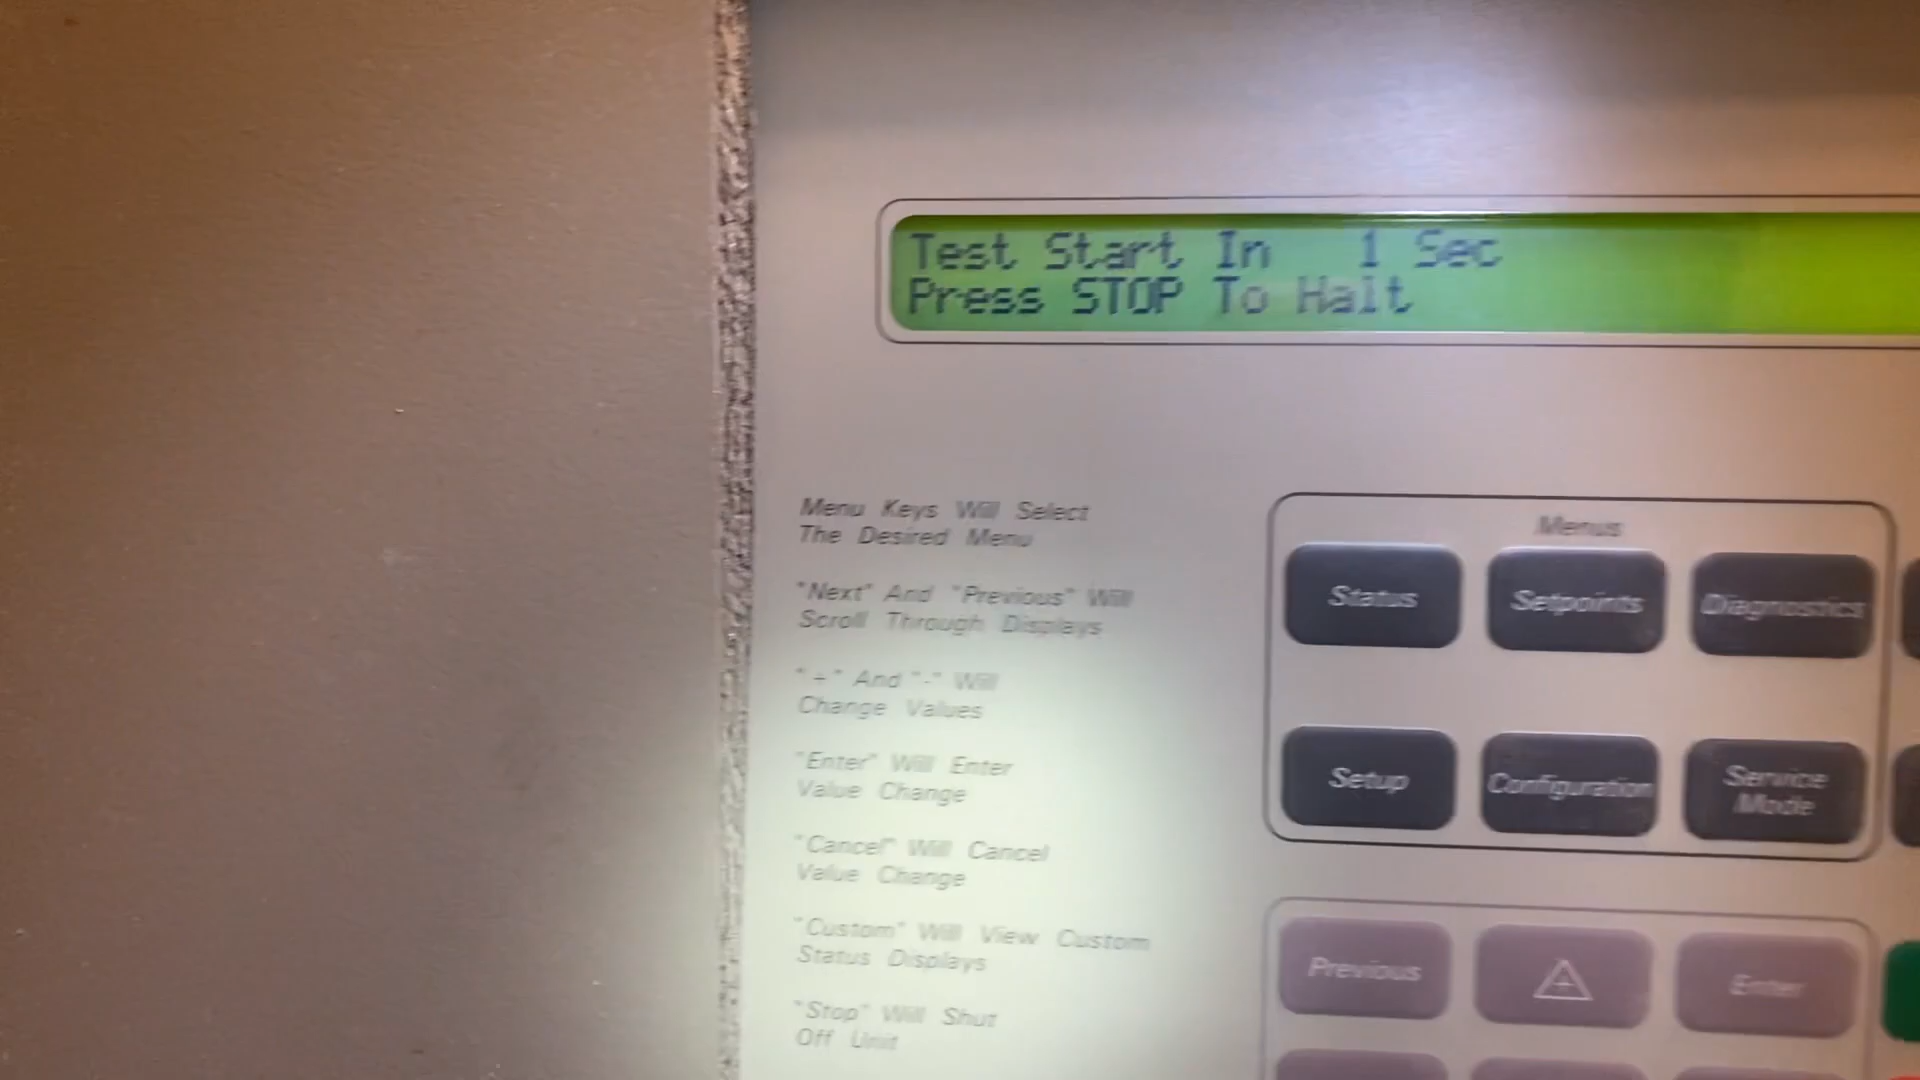 Test Start In 1 Sec
Press STOP To Halt
Menu Keys Will Select
The Desired Menu
"Next" And "Previous" Will
Scroll Through Displays
"+" And "-" Will
Change Values
"Enter" Will Enter
Value Change
"Cancel" Will Cancel
Value Change
"Custom" Will View Custom
Status Displays
"Stop" Will Shut
Off Unit
Menus
Status
Setpoints
Diagnostics
Setup
Configuration
Service
Mode
Previous
+
Enter